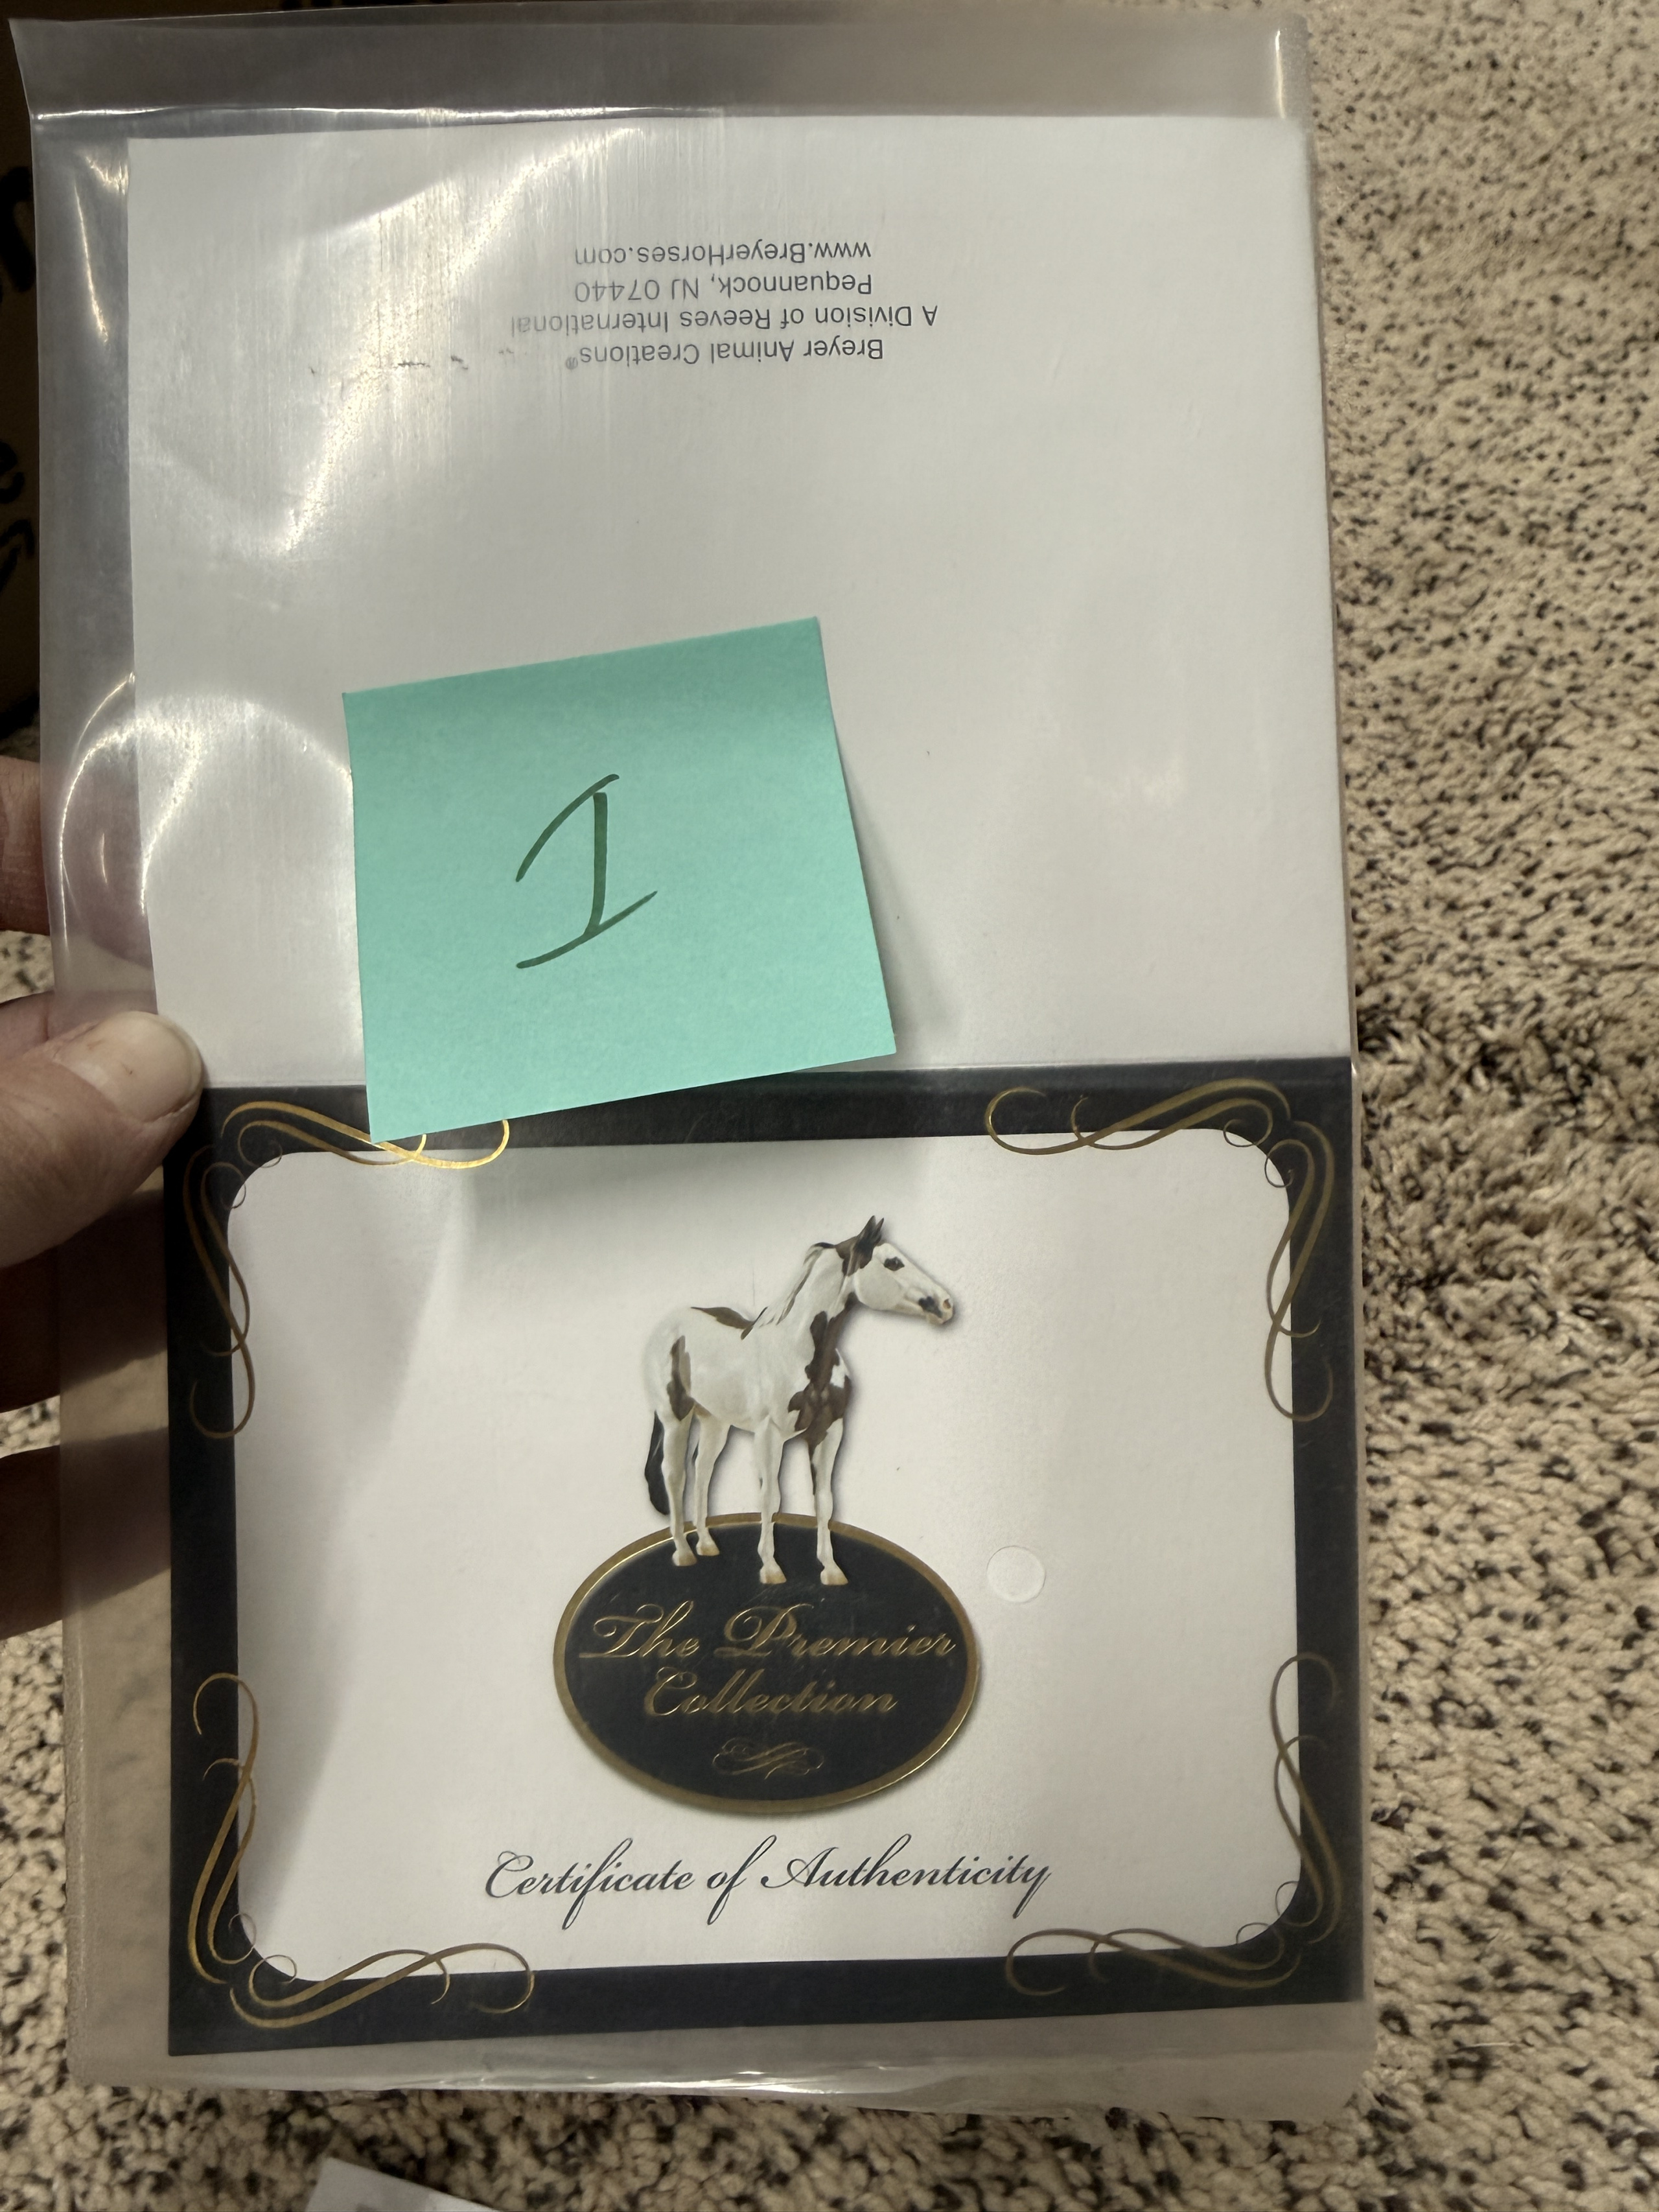 Breyer Animal Creations®
A Division of Reeves International
Pequannock, NJ 07440
www.BreyerHorses.com
1
The Premier
Collection
Certificate of Authenticity